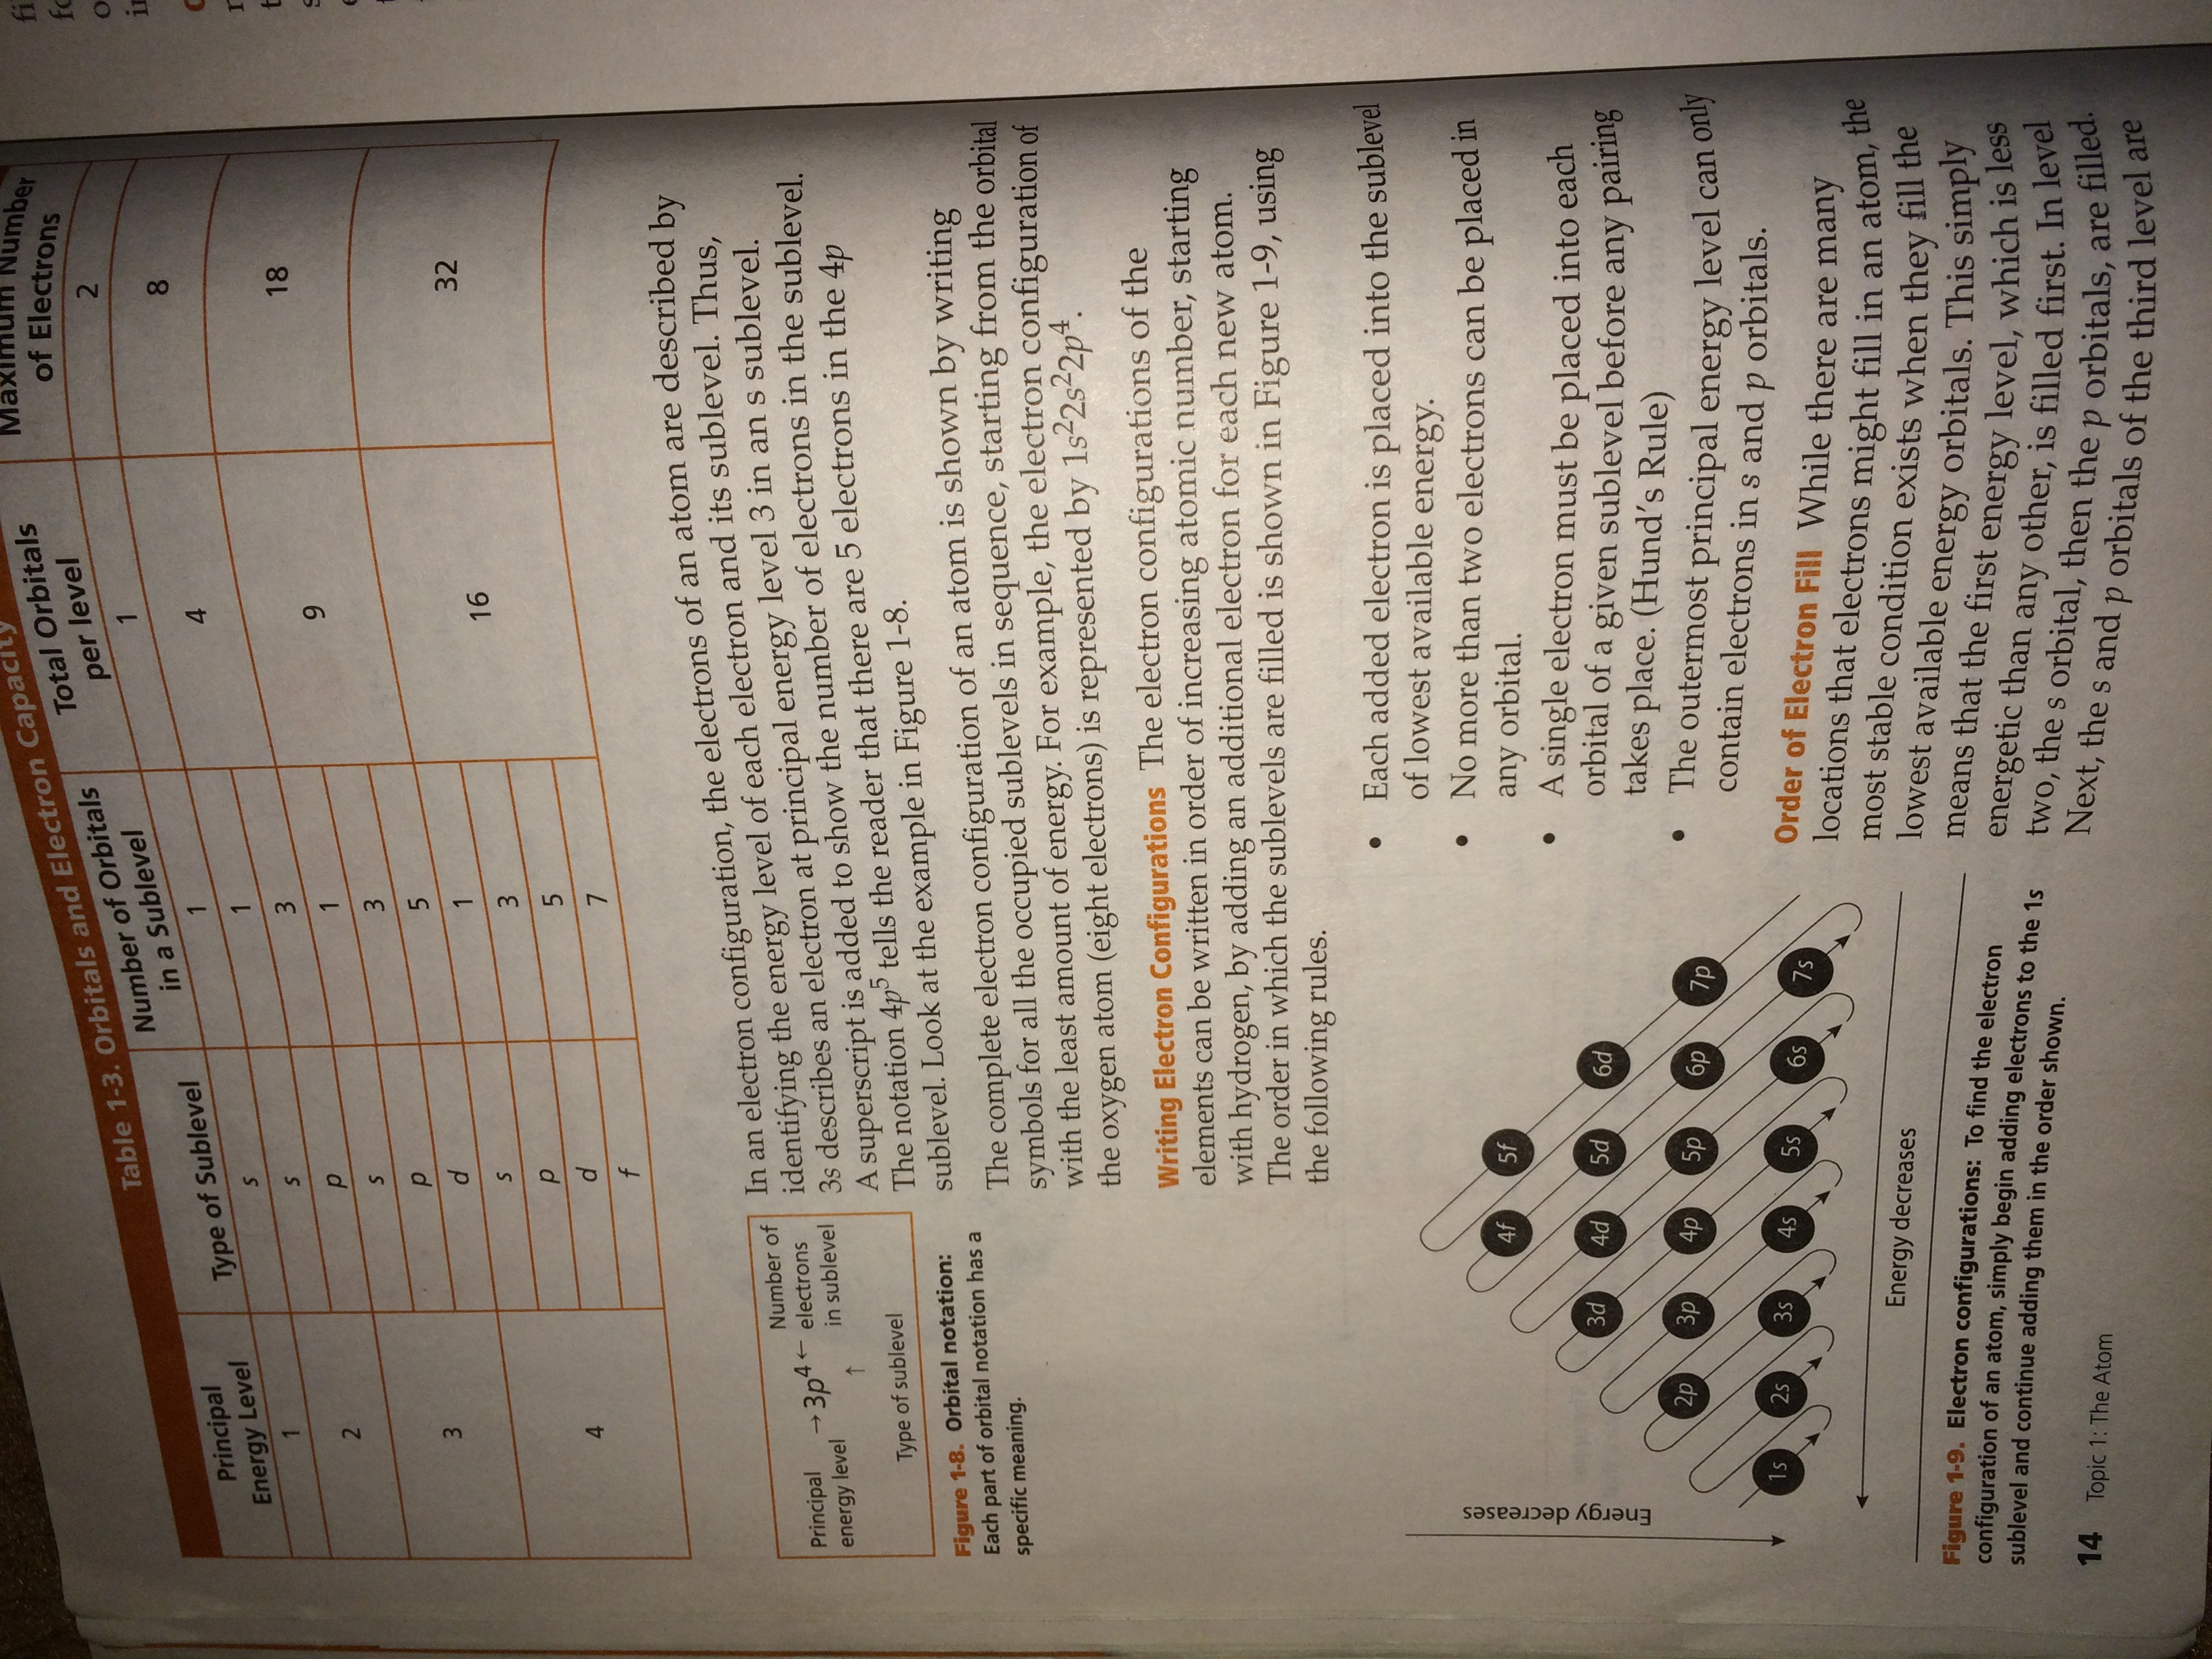 Table 1-3. Orbitals and Electron Capacity
Principal
Energy Level
Type of Sublevel
Number of Orbitals
in a Sublevel
Total Orbitals
per level
Maximum Number
of Electrons
1
s
1
1
2
2
s
1
4
8
p
3
3
s
1
9
18
p
3
d
5
4
s
1
16
32
p
3
d
5
f
7
In an electron configuration, the electrons of an atom are described by
identifying the energy level of each electron and its sublevel. Thus,
3s describes an electron at principal energy level 3 in an s sublevel.
A superscript is added to show the number of electrons in the sublevel.
The notation 4p⁵ tells the reader that there are 5 electrons in the 4p
sublevel. Look at the example in Figure 1-8.
Principal
energy level
→ 3p⁴ ←
Number of
electrons
in sublevel
↑
Type of sublevel
Figure 1-8. Orbital notation:
Each part of orbital notation has a
specific meaning.
The complete electron configuration of an atom is shown by writing
symbols for all the occupied sublevels in sequence, starting from the orbital
with the least amount of energy. For example, the electron configuration of
the oxygen atom (eight electrons) is represented by 1s²2s²2p⁴.
Writing Electron Configurations The electron configurations of the
elements can be written in order of increasing atomic number, starting
with hydrogen, by adding an additional electron for each new atom.
The order in which the sublevels are filled is shown in Figure 1-9, using
the following rules.
• Each added electron is placed into the sublevel
of lowest available energy.
• No more than two electrons can be placed in
any orbital.
• A single electron must be placed into each
orbital of a given sublevel before any pairing
takes place. (Hund's Rule)
• The outermost principal energy level can only
contain electrons in s and p orbitals.
Energy decreases
4f 5f
3d 4d 5d 6d
2p 3p 4p 5p 6p 7p
1s 2s 3s 4s 5s 6s 7s
Energy decreases
Figure 1-9. Electron configurations: To find the electron
configuration of an atom, simply begin adding electrons to the 1s
sublevel and continue adding them in the order shown.
Order of Electron Fill While there are many
locations that electrons might fill in an atom, the
most stable condition exists when they fill the
lowest available energy orbitals. This simply
means that the first energy level, which is less
energetic than any other, is filled first. In level
two, the s orbital, then the p orbitals, are filled.
Next, the s and p orbitals of the third level are
14 Topic 1: The Atom